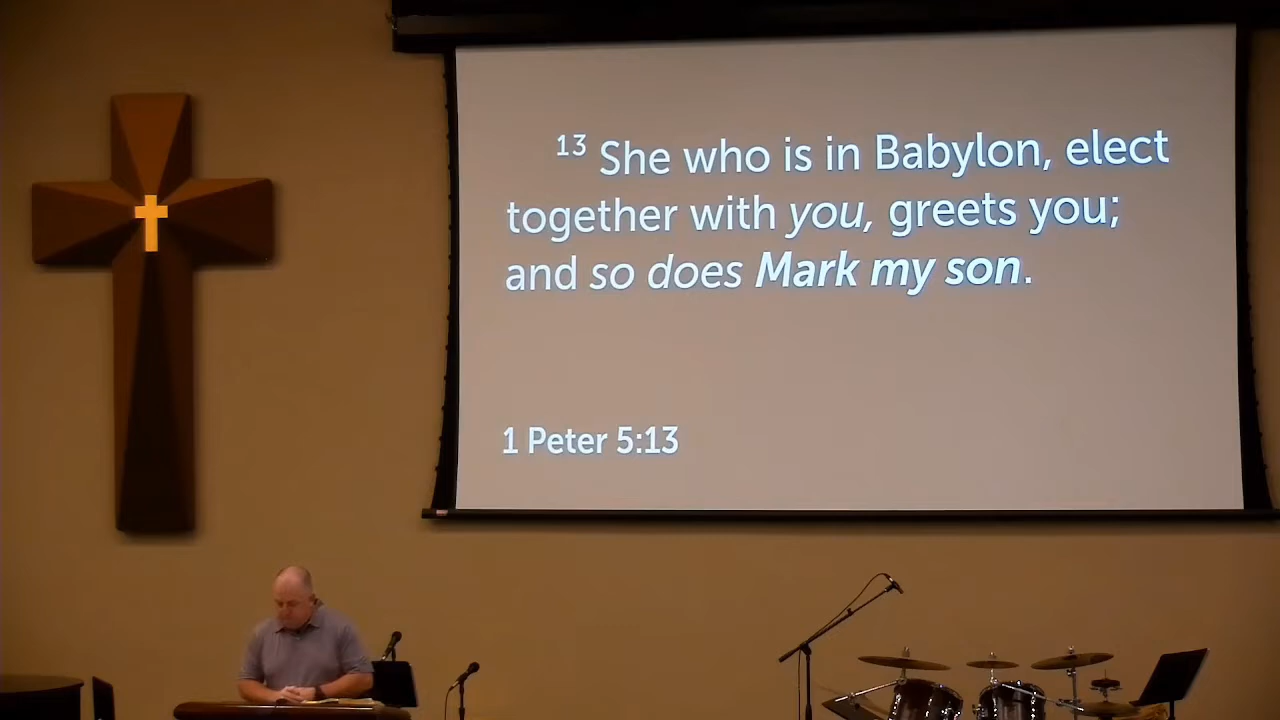 13 She who is in Babylon, elect
together with you, greets you;
and so does Mark my son.
1 Peter 5:13